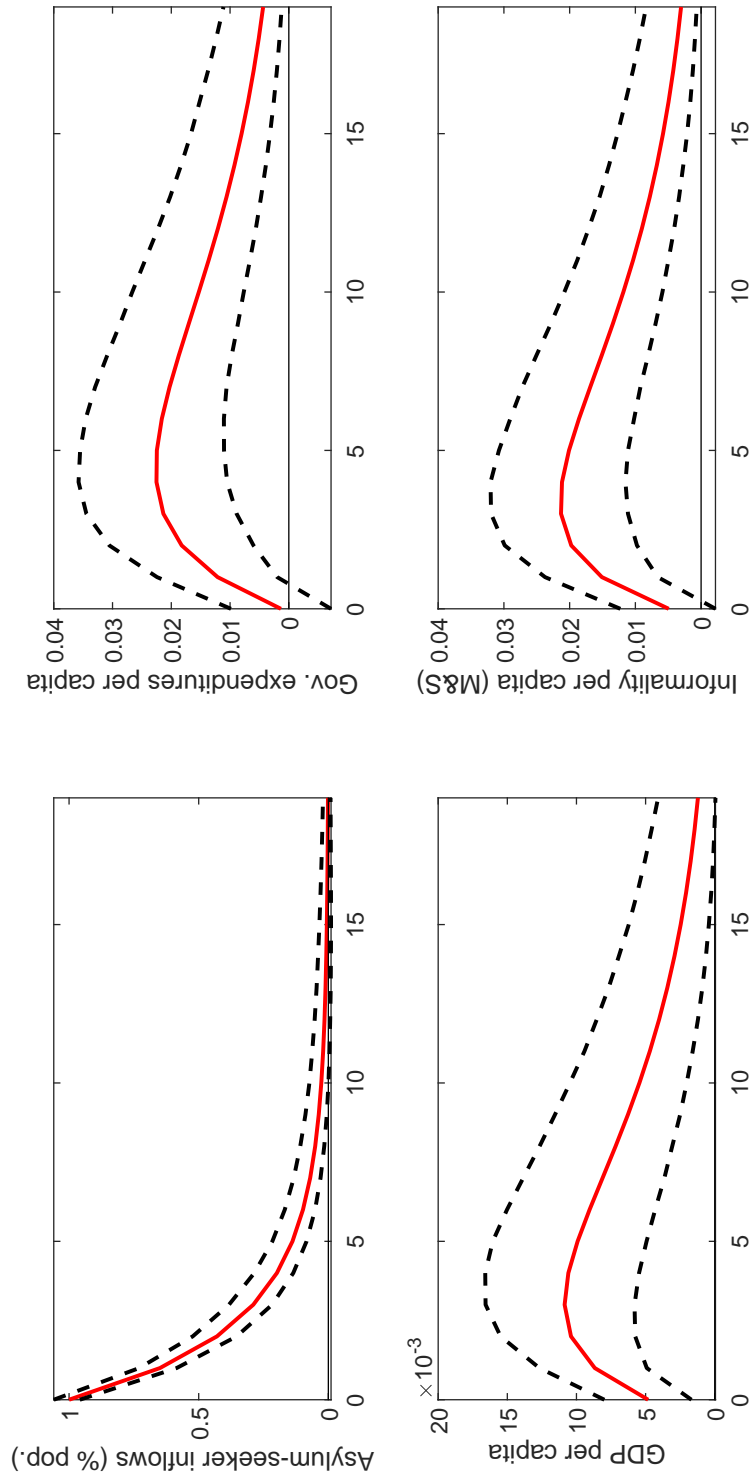 Asylum-seeker inflows (% pop.)
1
0.5
0
0 5 10 15
Gov. expenditures per capita
0.04
0.03
0.02
0.01
0
0 5 10 15
GDP per capita
×10-3
20
15
10
5
0
0 5 10 15
Informality per capita (M&S)
0.04
0.03
0.02
0.01
0
0 5 10 15